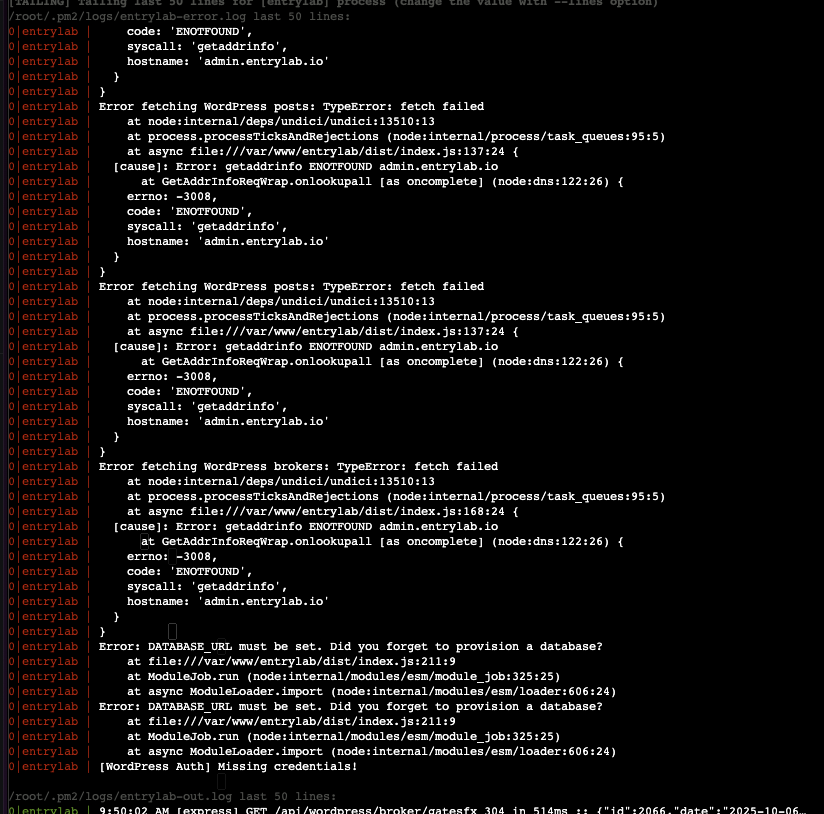 [TAILING] Tailing last 50 lines for [entrylab] process (change the value with --lines option)
/root/.pm2/logs/entrylab-error.log last 50 lines:
0|entrylab |     code: 'ENOTFOUND',
0|entrylab |     syscall: 'getaddrinfo',
0|entrylab |     hostname: 'admin.entrylab.io'
0|entrylab |   }
0|entrylab | }
0|entrylab | Error fetching WordPress posts: TypeError: fetch failed
0|entrylab |     at node:internal/deps/undici/undici:13510:13
0|entrylab |     at process.processTicksAndRejections (node:internal/process/task_queues:95:5)
0|entrylab |     at async file:///var/www/entrylab/dist/index.js:137:24 {
0|entrylab |   [cause]: Error: getaddrinfo ENOTFOUND admin.entrylab.io
0|entrylab |       at GetAddrInfoReqWrap.onlookupall [as oncomplete] (node:dns:122:26) {
0|entrylab |     errno: -3008,
0|entrylab |     code: 'ENOTFOUND',
0|entrylab |     syscall: 'getaddrinfo',
0|entrylab |     hostname: 'admin.entrylab.io'
0|entrylab |   }
0|entrylab | }
0|entrylab | Error fetching WordPress posts: TypeError: fetch failed
0|entrylab |     at node:internal/deps/undici/undici:13510:13
0|entrylab |     at process.processTicksAndRejections (node:internal/process/task_queues:95:5)
0|entrylab |     at async file:///var/www/entrylab/dist/index.js:137:24 {
0|entrylab |   [cause]: Error: getaddrinfo ENOTFOUND admin.entrylab.io
0|entrylab |       at GetAddrInfoReqWrap.onlookupall [as oncomplete] (node:dns:122:26) {
0|entrylab |     errno: -3008,
0|entrylab |     code: 'ENOTFOUND',
0|entrylab |     syscall: 'getaddrinfo',
0|entrylab |     hostname: 'admin.entrylab.io'
0|entrylab |   }
0|entrylab | }
0|entrylab | Error fetching WordPress brokers: TypeError: fetch failed
0|entrylab |     at node:internal/deps/undici/undici:13510:13
0|entrylab |     at process.processTicksAndRejections (node:internal/process/task_queues:95:5)
0|entrylab |     at async file:///var/www/entrylab/dist/index.js:168:24 {
0|entrylab |   [cause]: Error: getaddrinfo ENOTFOUND admin.entrylab.io
0|entrylab |       at GetAddrInfoReqWrap.onlookupall [as oncomplete] (node:dns:122:26) {
0|entrylab |     errno: -3008,
0|entrylab |     code: 'ENOTFOUND',
0|entrylab |     syscall: 'getaddrinfo',
0|entrylab |     hostname: 'admin.entrylab.io'
0|entrylab |   }
0|entrylab | }
0|entrylab | Error: DATABASE_URL must be set. Did you forget to provision a database?
0|entrylab |     at file:///var/www/entrylab/dist/index.js:211:9
0|entrylab |     at ModuleJob.run (node:internal/modules/esm/module_job:325:25)
0|entrylab |     at async ModuleLoader.import (node:internal/modules/esm/loader:606:24)
0|entrylab | Error: DATABASE_URL must be set. Did you forget to provision a database?
0|entrylab |     at file:///var/www/entrylab/dist/index.js:211:9
0|entrylab |     at ModuleJob.run (node:internal/modules/esm/module_job:325:25)
0|entrylab |     at async ModuleLoader.import (node:internal/modules/esm/loader:606:24)
0|entrylab | [WordPress Auth] Missing credentials!
/root/.pm2/logs/entrylab-out.log last 50 lines:
0|entrylab | 9:50:02 AM [express] GET /api/wordpress/broker/gatesfx 304 in 514ms :: {"id":2066,"date":"2025-10-06…